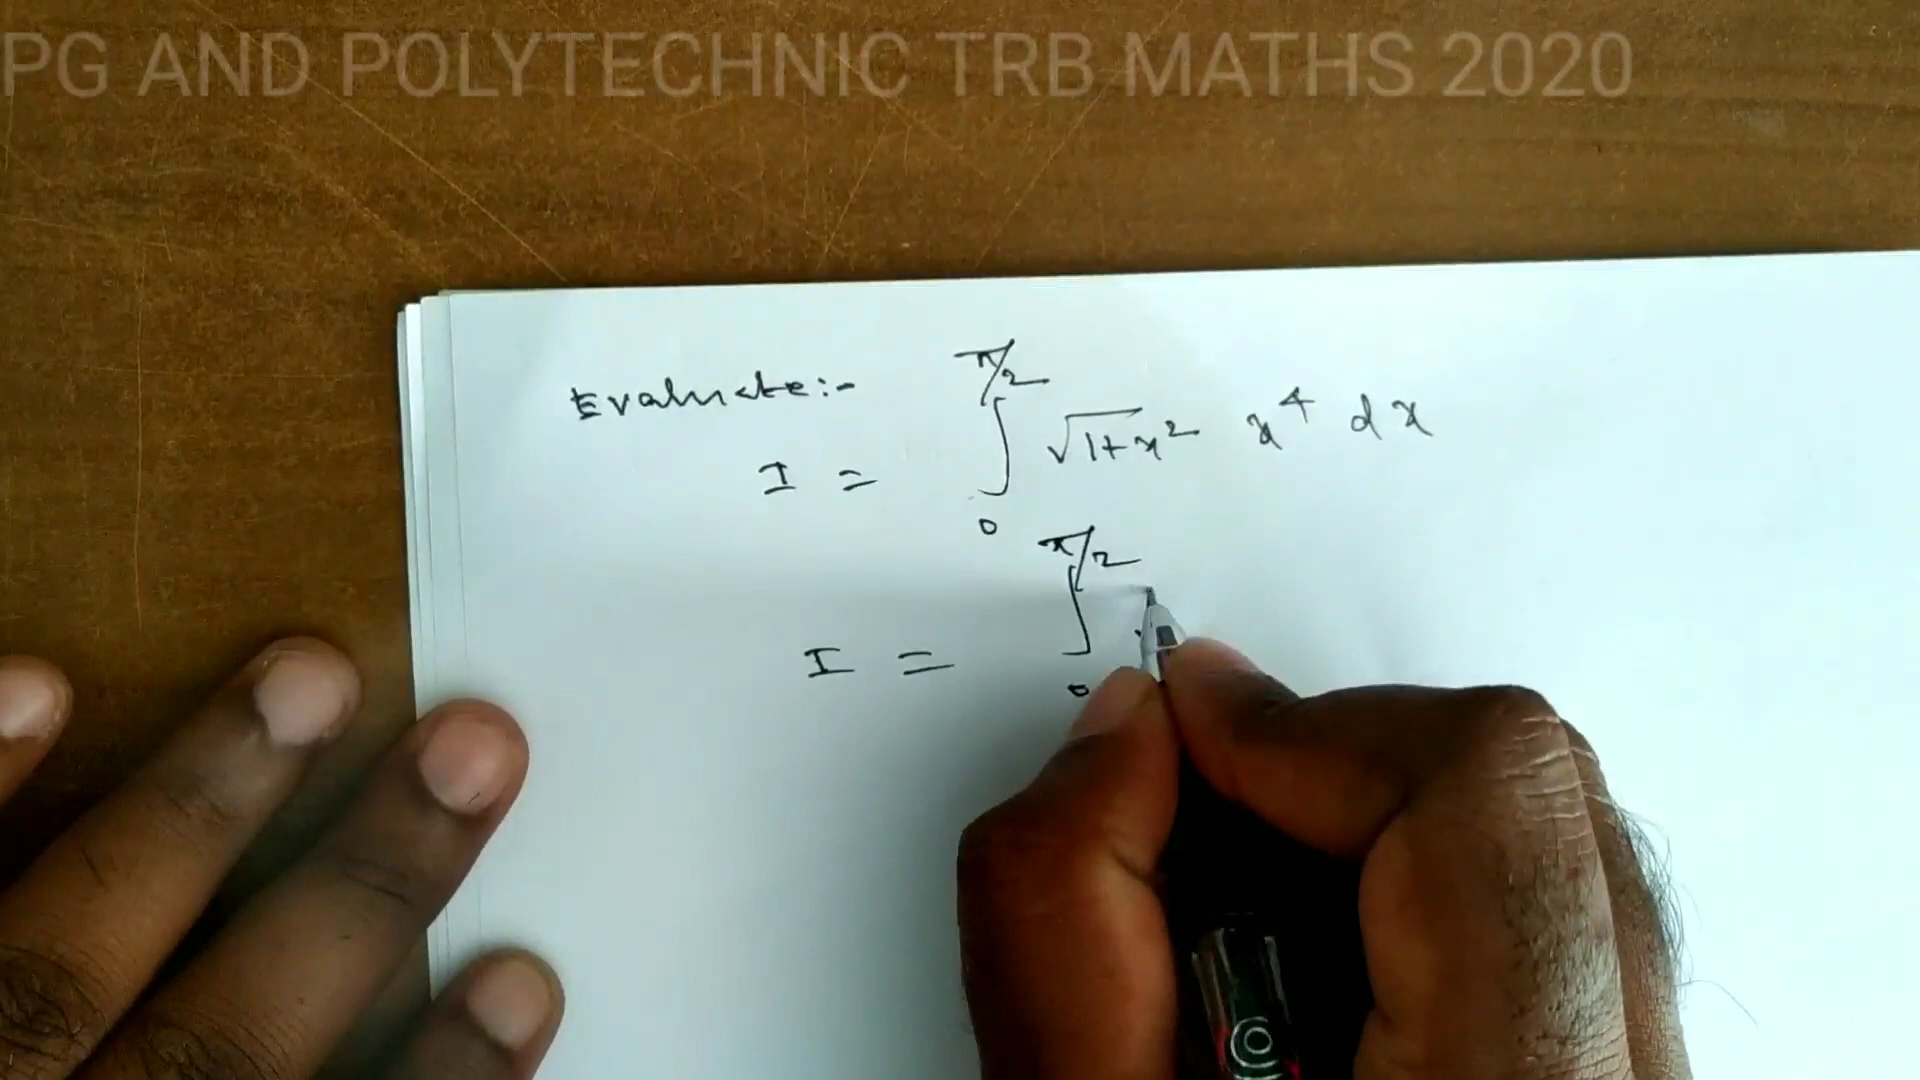 PG AND POLYTECHNIC TRB MATHS 2020
Evaluate:-
I = ∫₀^{π/2} √1+x² x⁴ dx
I = ∫₀^{π/2}